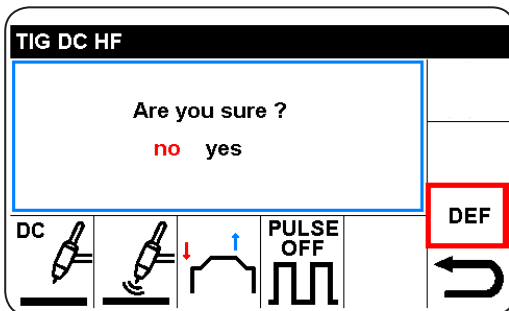 TIG DC HF
Are you sure ?
no yes
DEF
DC
PULSE
OFF